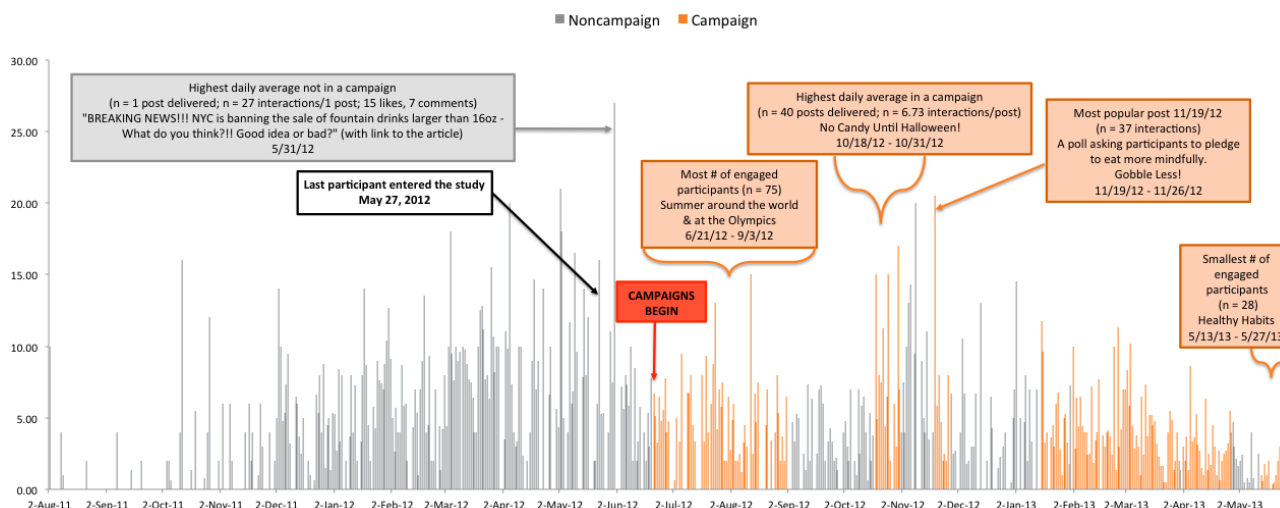 Noncampaign Campaign
30.00
25.00
20.00
15.00
10.00
5.00
0.00
Highest daily average not in a campaign
(n = 1 post delivered; n = 27 interactions/1 post; 15 likes, 7 comments)
"BREAKING NEWS!!! NYC is banning the sale of fountain drinks larger than 16oz -
What do you think?!! Good idea or bad?" (with link to the article)
5/31/12
Last participant entered the study
May 27, 2012
CAMPAIGNS
BEGIN
Most # of engaged
participants (n = 75)
Summer around the world
& at the Olympics
6/21/12 - 9/3/12
Highest daily average in a campaign
(n = 40 posts delivered; n = 6.73 interactions/post)
No Candy Until Halloween!
10/18/12 - 10/31/12
Most popular post 11/19/12
(n = 37 interactions)
A poll asking participants to pledge
to eat more mindfully.
Gobble Less!
11/19/12 - 11/26/12
Smallest # of
engaged
participants
(n = 28)
Healthy Habits
5/13/13 - 5/27/13
2-Aug-11 2-Sep-11 2-Oct-11 2-Nov-11 2-Dec-11 2-Jan-12 2-Feb-12 2-Mar-12 2-Apr-12 2-May-12 2-Jun-12 2-Jul-12 2-Aug-12 2-Sep-12 2-Oct-12 2-Nov-12 2-Dec-12 2-Jan-13 2-Feb-13 2-Mar-13 2-Apr-13 2-May-13